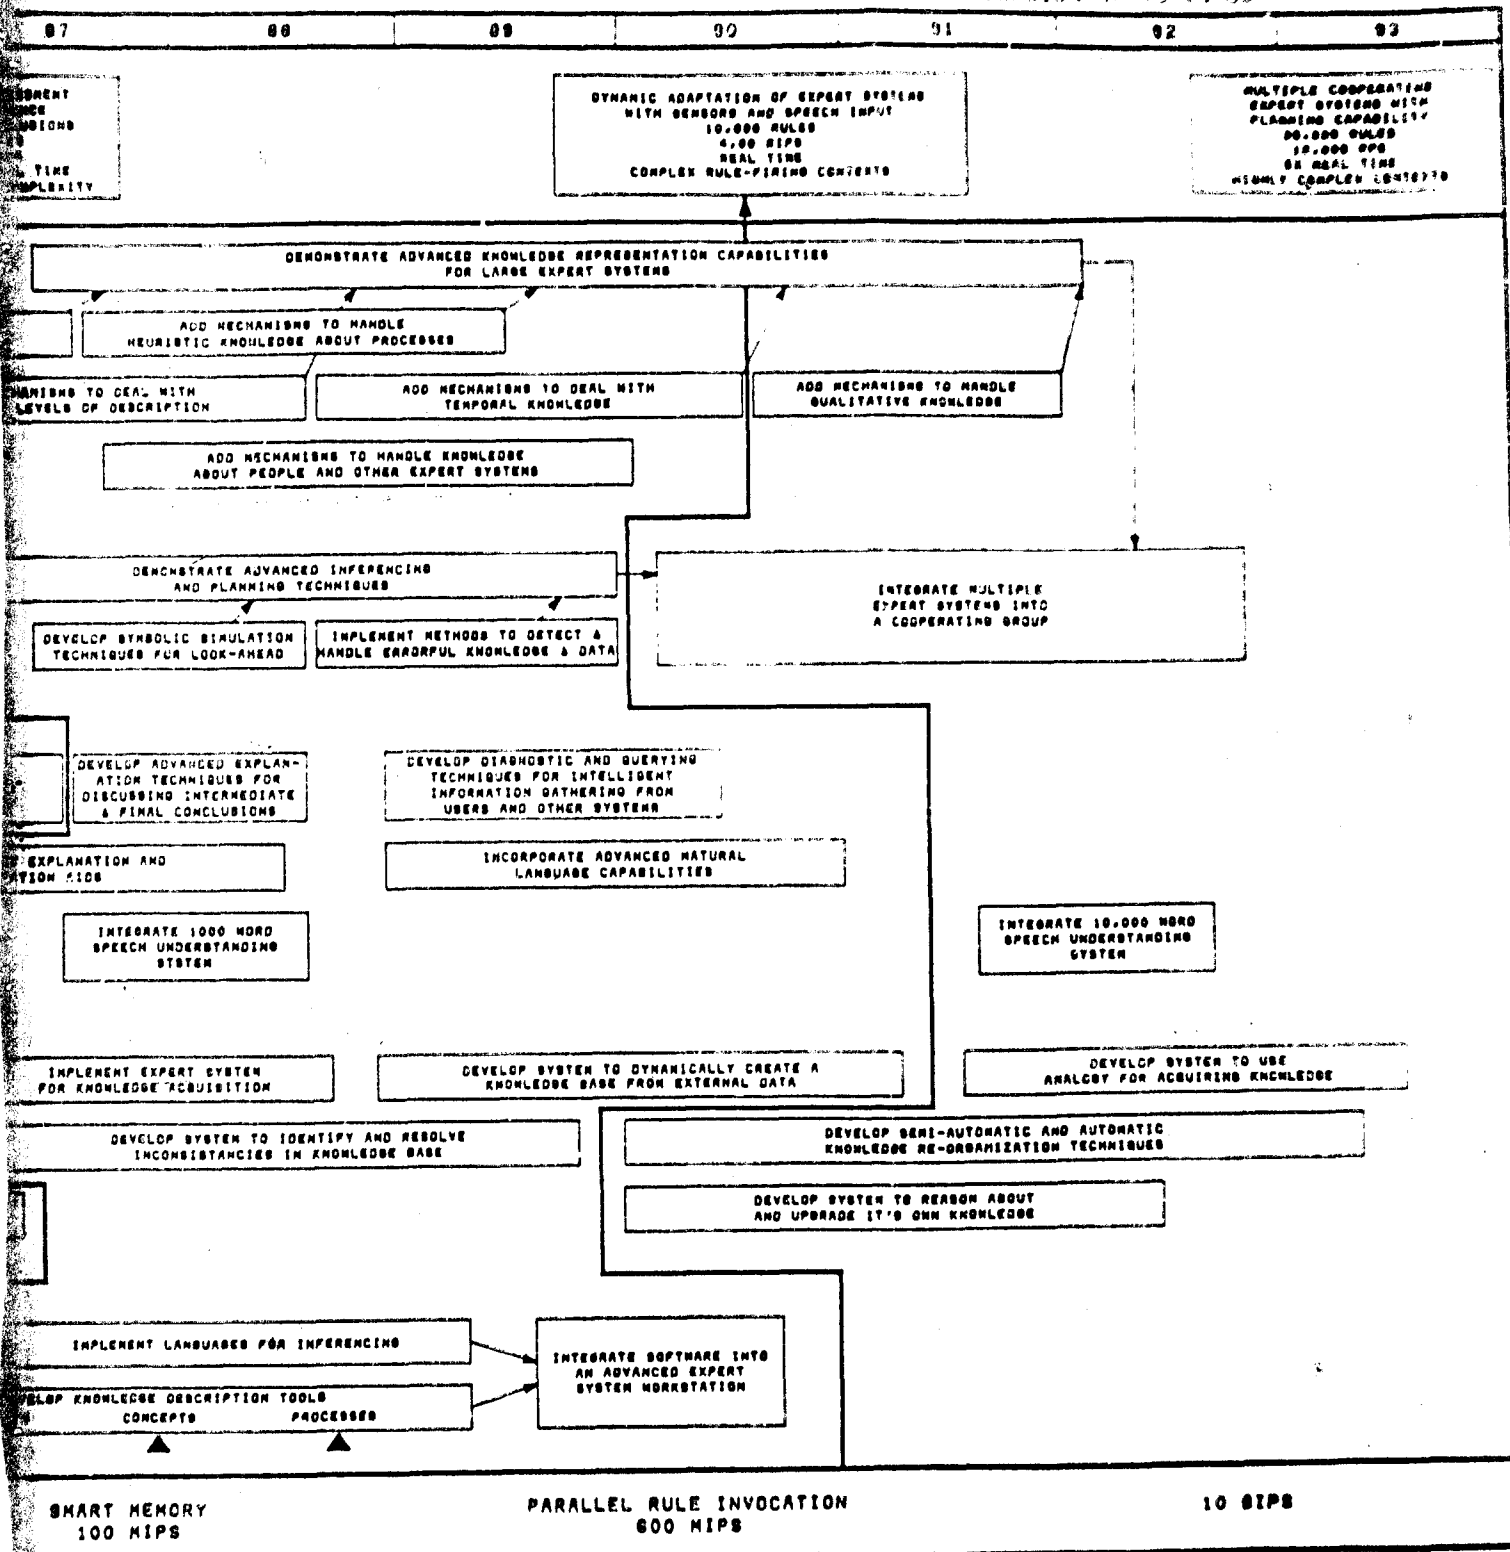 90
91
92
93
DYNAMIC ADAPTATION OF EXPERT SYSTEMS
WITH SENSORS AND SPEECH INPUT
10,000 RULES
REAL TIME
COMPLEX RULE-FIRING CONTEXTS
MULTIPLE COOPERATING
EXPERT SYSTEMS WITH
PLANNING CAPABILITY
RULES
REAL TIME
HIGHLY COMPLEX CONTEXTS
TIME
DEMONSTRATE ADVANCED KNOWLEDGE REPRESENTATION CAPABILITIES
FOR LARGE EXPERT SYSTEMS
ADD MECHANISMS TO HANDLE
HEURISTIC KNOWLEDGE ABOUT PROCESSES
TO DEAL WITH
LEVELS OF DESCRIPTION
ADD MECHANISMS TO DEAL WITH
TEMPORAL KNOWLEDGE
ADD MECHANISMS TO HANDLE
QUALITATIVE KNOWLEDGE
ADD MECHANISMS TO HANDLE KNOWLEDGE
ABOUT PEOPLE AND OTHER EXPERT SYSTEMS
DEMONSTRATE ADVANCED INFERENCING
AND PLANNING TECHNIQUES
INTEGRATE MULTIPLE
EXPERT SYSTEMS INTO
A COOPERATING GROUP
DEVELOP SYMBOLIC SIMULATION
TECHNIQUES FOR LOOK-AHEAD
IMPLEMENT METHODS TO DETECT &
HANDLE ERRORFUL KNOWLEDGE & DATA
DEVELOP ADVANCED EXPLAN-
ATION TECHNIQUES FOR
DISCUSSING INTERMEDIATE
& FINAL CONCLUSIONS
DEVELOP DIAGNOSTIC AND QUERYING
TECHNIQUES FOR INTELLIGENT
INFORMATION GATHERING FROM
USERS AND OTHER SYSTEMS
EXPLANATION AND
AIDS
INCORPORATE ADVANCED NATURAL
LANGUAGE CAPABILITIES
INTEGRATE 1000 WORD
SPEECH UNDERSTANDING
SYSTEM
INTEGRATE 10,000 WORD
SPEECH UNDERSTANDING
SYSTEM
IMPLEMENT EXPERT SYSTEM
FOR KNOWLEDGE ACQUISITION
DEVELOP SYSTEM TO DYNAMICALLY CREATE A
KNOWLEDGE BASE FROM EXTERNAL DATA
DEVELOP SYSTEM TO USE
ANALOGY FOR ACQUIRING KNOWLEDGE
DEVELOP SYSTEM TO IDENTIFY AND RESOLVE
INCONSISTANCIES IN KNOWLEDGE BASE
DEVELOP SEMI-AUTOMATIC AND AUTOMATIC
KNOWLEDGE RE-ORGANIZATION TECHNIQUES
DEVELOP SYSTEM TO REASON ABOUT
AND UPGRADE IT'S OWN KNOWLEDGE
IMPLEMENT LANGUAGES FOR INFERENCING
INTEGRATE SOFTWARE INTO
AN ADVANCED EXPERT
SYSTEM WORKSTATION
KNOWLEDGE DESCRIPTION TOOLS
CONCEPTS PROCESSES
SMART MEMORY
100 MIPS
PARALLEL RULE INVOCATION
600 MIPS
10 GIPS